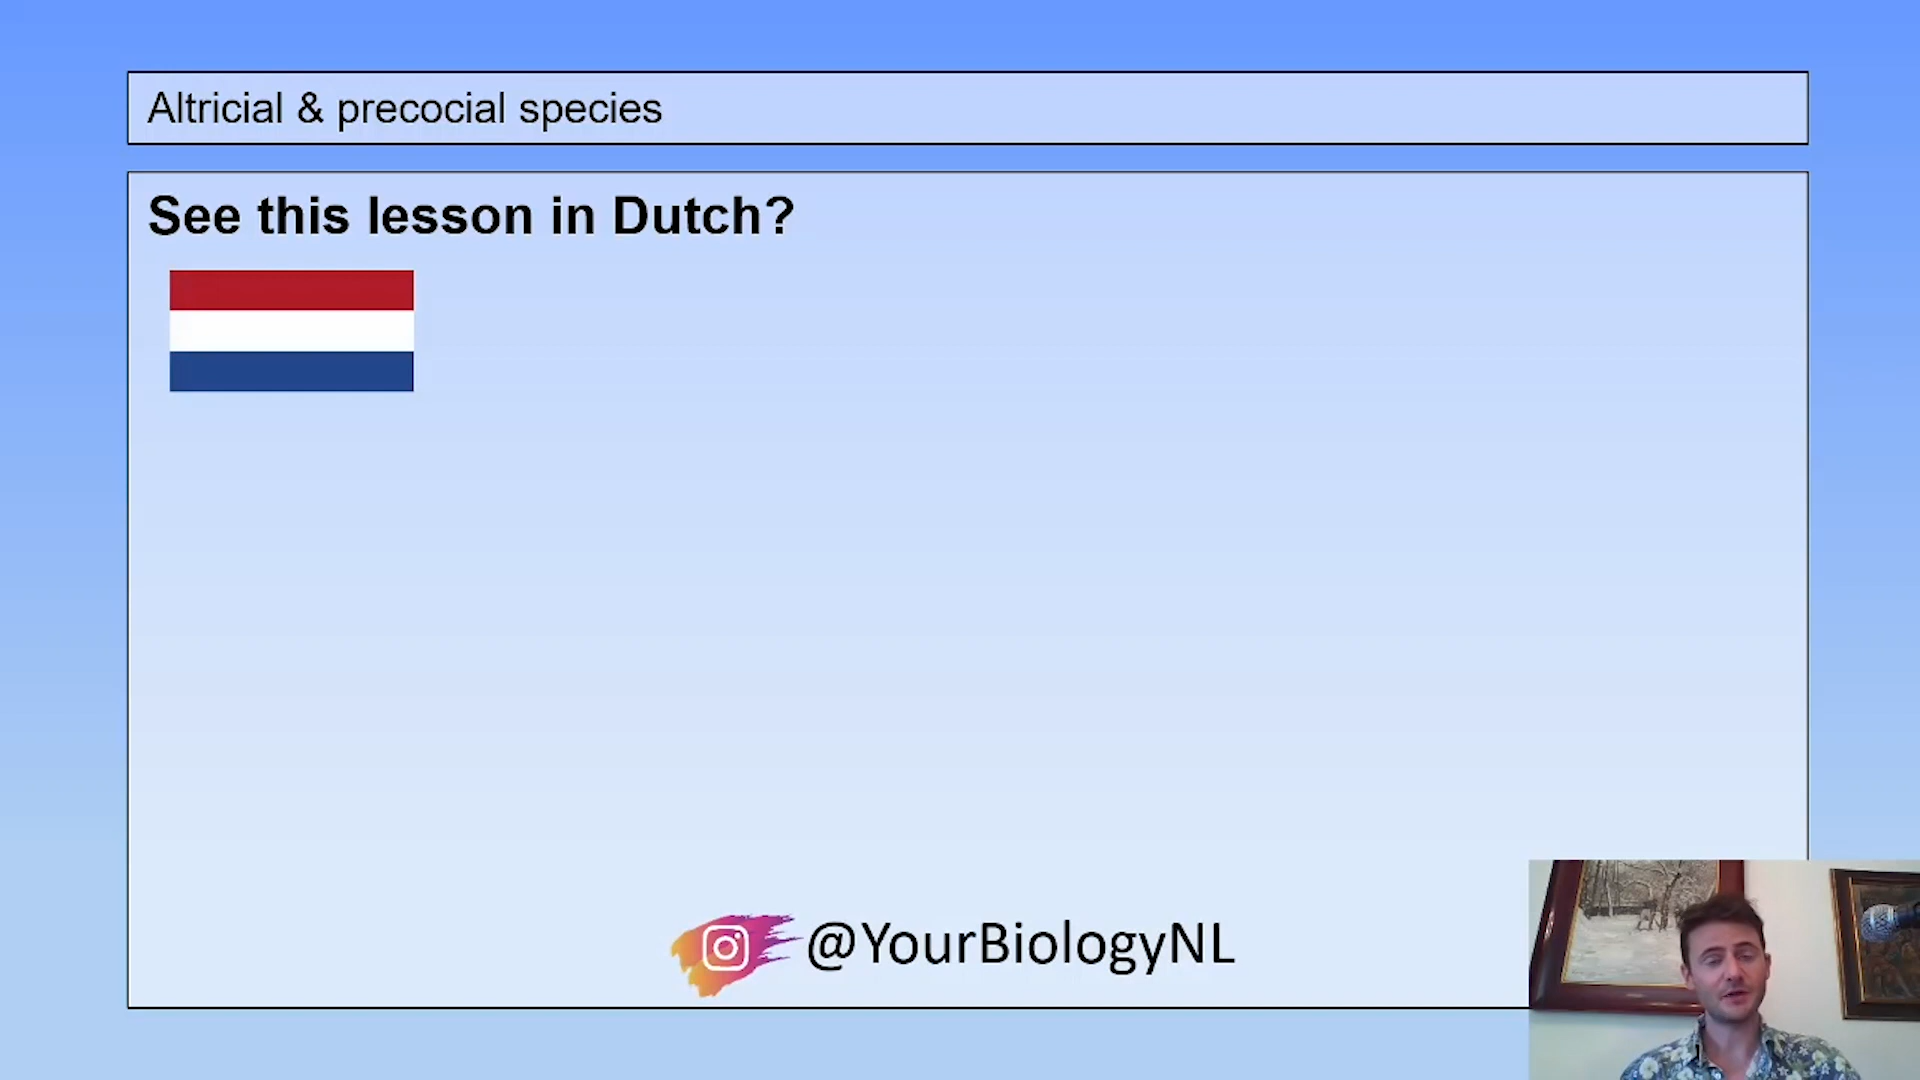 Altricial & precocial species
See this lesson in Dutch?
@YourBiologyNL